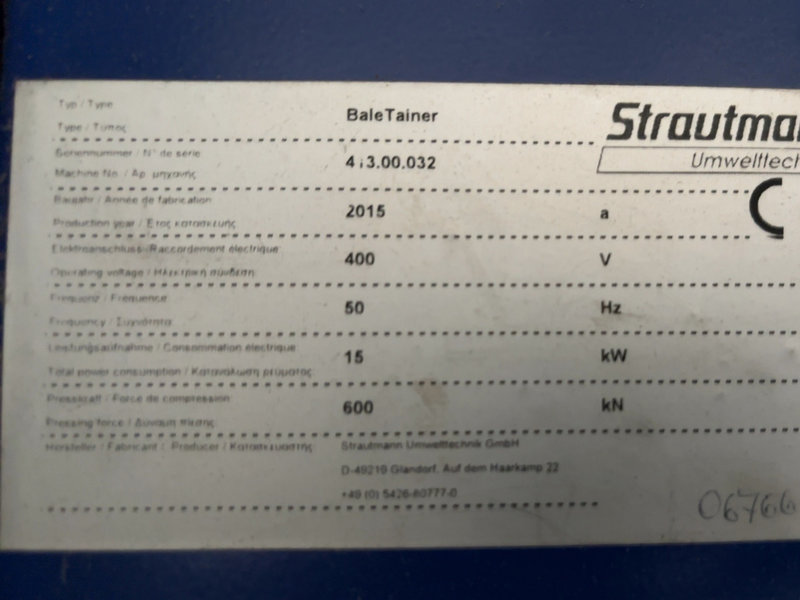 Typ / Type
BaleTainer
Type / Τύπος
Strautma
Umwelttech
Seriennummer / N° de série
4 3.00.032
Machine No. / Αρ. μηχανής
Baujahr / Année de fabrication
2015 a
Production year / Έτος κατασκευής
C
Elektroanschluss / Raccordement électrique
400 V
Operating voltage / Ηλεκτρική σύνδεση
Frequenz / Fréquence
50 Hz
Frequency / Συχνότητα
Leistungsaufnahme / Consommation électrique
15 kW
Total power consumption / Κατανάλωση ρεύματος
Presskraft / Force de compression
600 kN
Pressing force / Δύναμη πίεσης
Hersteller / Fabricant : Producer / Κατασκευαστής
Strautmann Umwelttechnik GmbH
D-49219 Glandorf, Auf dem Haarkamp 22
+49 (0) 5426-80777-0
06766